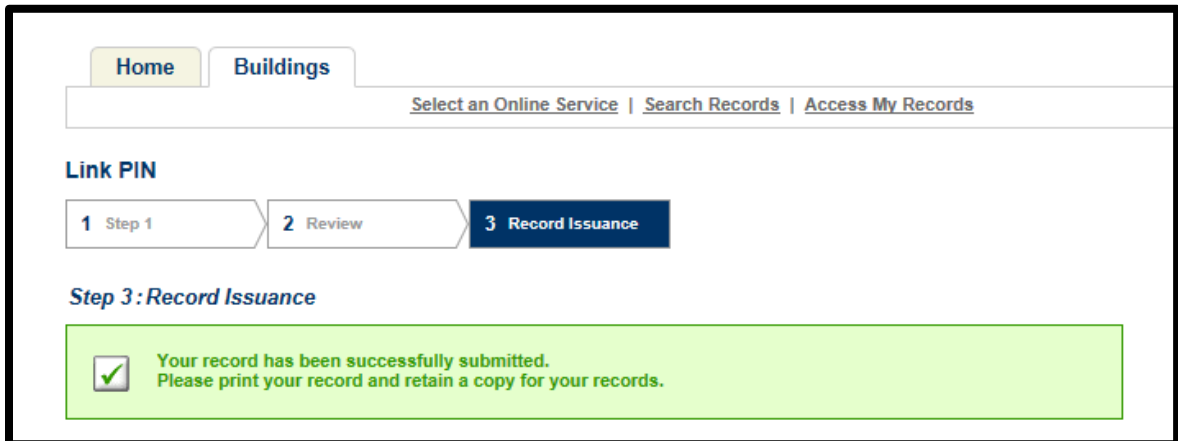 Home Buildings
Select an Online Service | Search Records | Access My Records
Link PIN
1 Step 1 2 Review 3 Record Issuance
Step 3 : Record Issuance
Your record has been successfully submitted.
Please print your record and retain a copy for your records.